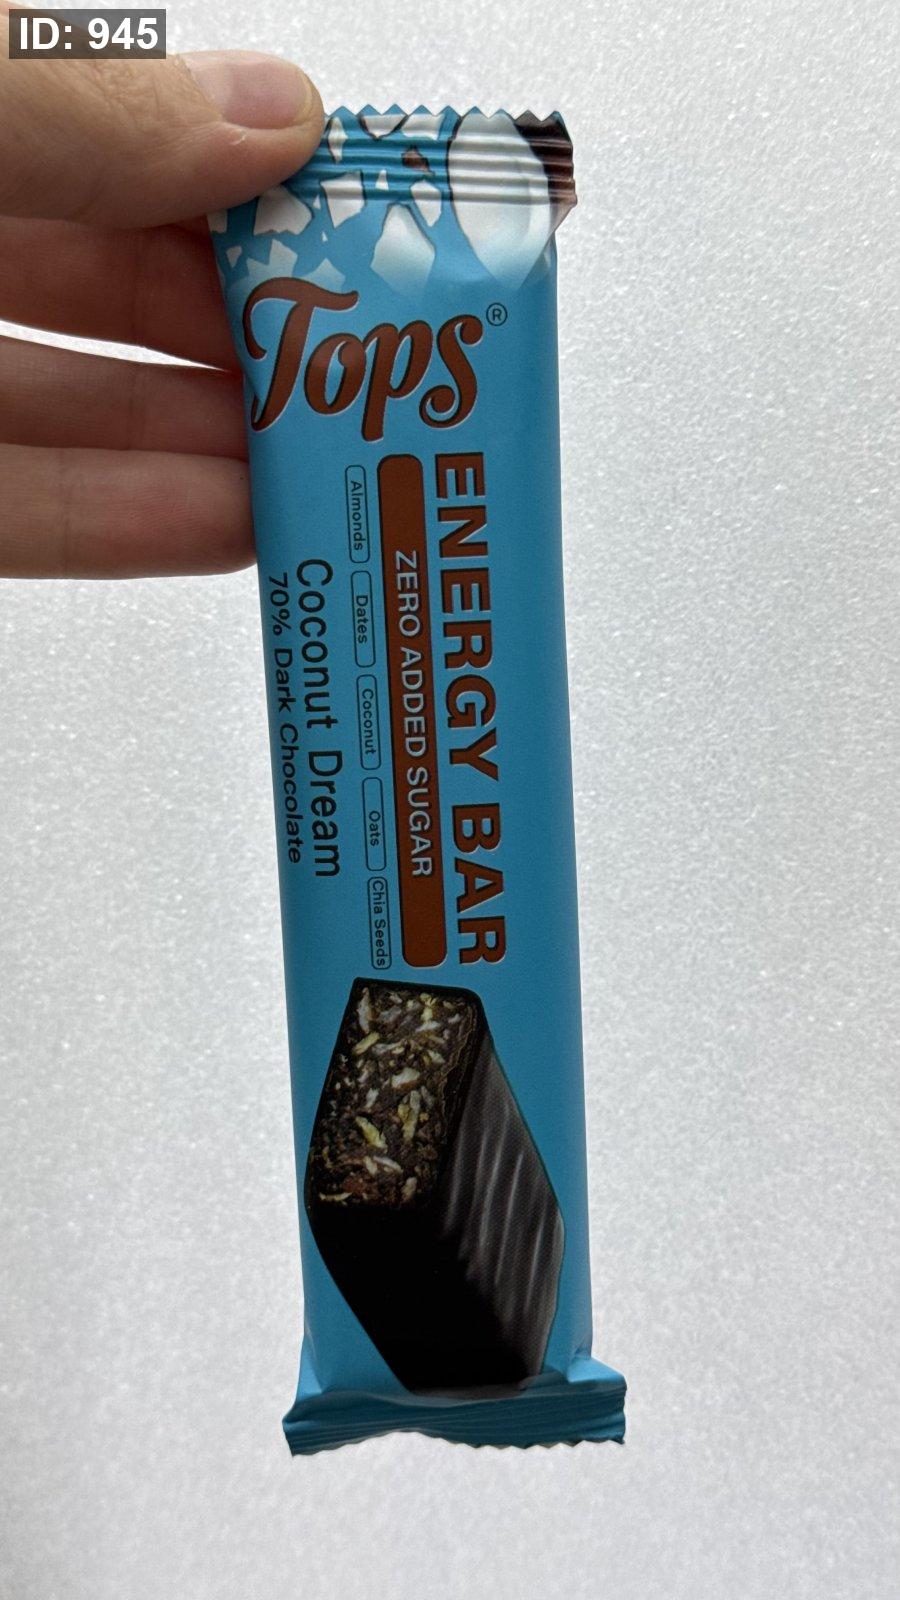 ID: 945
Tops®
ENERGY BAR
ZERO ADDED SUGAR
Almonds Dates Coconut Oats Chia Seeds
Coconut Dream
70% Dark Chocolate